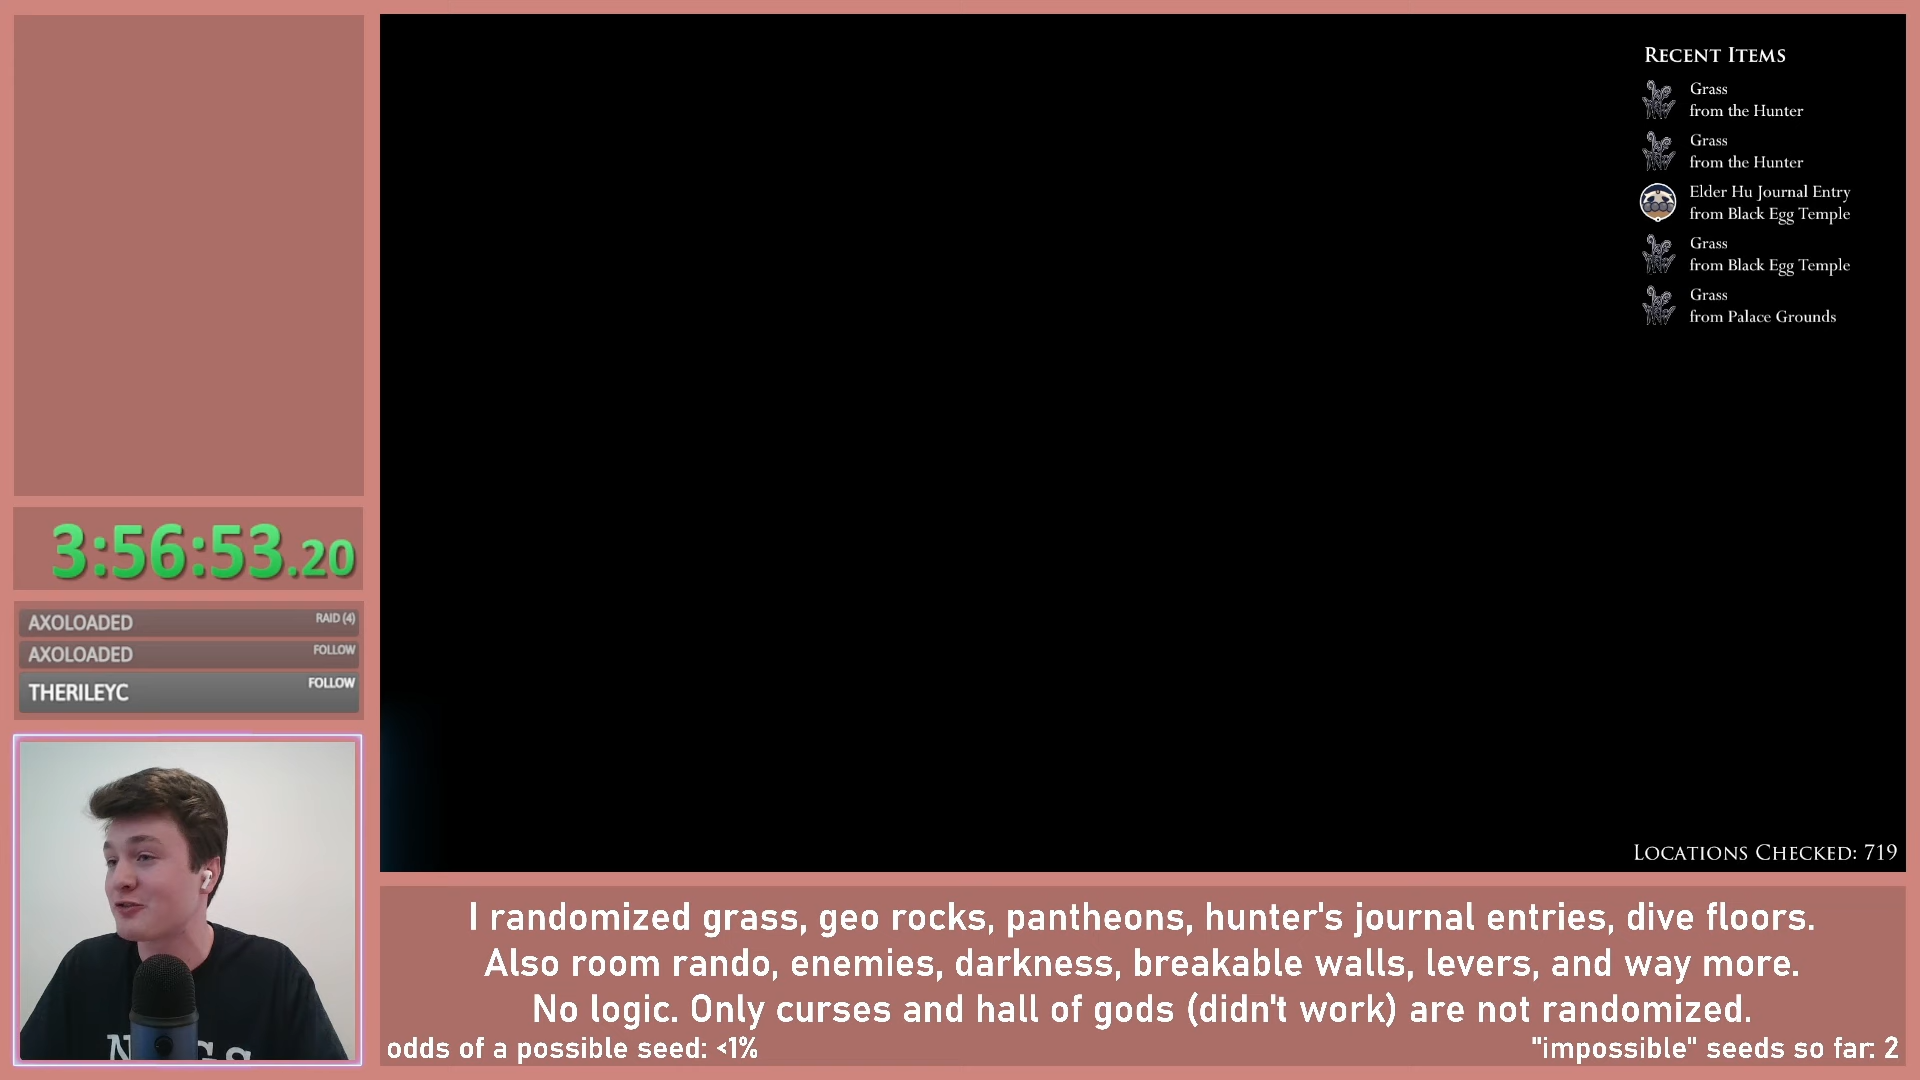 RECENT ITEMS
Grass
from the Hunter
Grass
from the Hunter
Elder Hu Journal Entry
from Black Egg Temple
Grass
from Black Egg Temple
Grass
from Palace Grounds
3:56:53.20
AXOLOADED RAID (4)
AXOLOADED FOLLOW
THERILEYC FOLLOW
LOCATIONS CHECKED: 719
I randomized grass, geo rocks, pantheons, hunter's journal entries, dive floors.
Also room rando, enemies, darkness, breakable walls, levers, and way more.
No logic. Only curses and hall of gods (didn't work) are not randomized.
odds of a possible seed: <1%
"impossible" seeds so far: 2